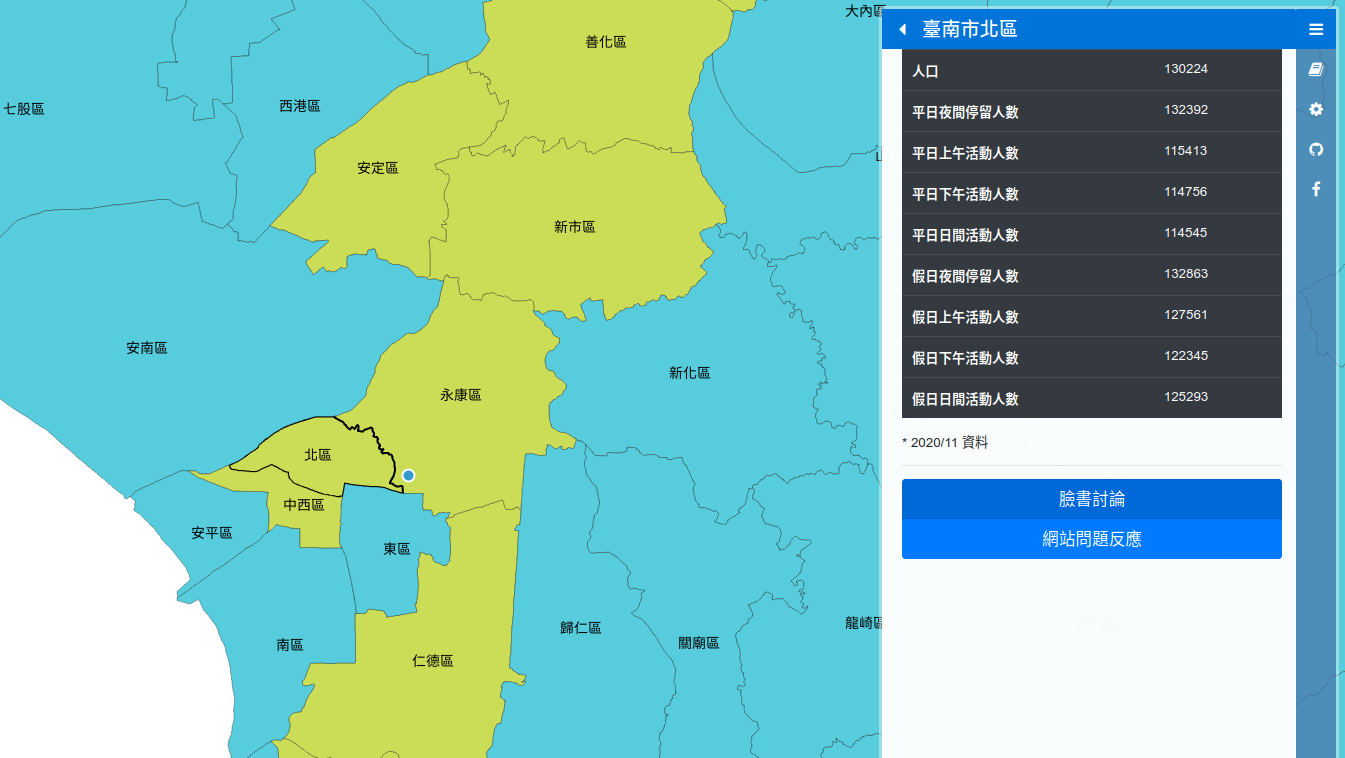 大內區
善化區
西港區
七股區
安定區
新市區
安南區
新化區
永康區
北區
中西區
安平區
東區
歸仁區
龍崎區
關廟區
南區
仁德區
臺南市北區
人口 130224
平日夜間停留人數 132392
平日上午活動人數 115413
平日下午活動人數 114756
平日日間活動人數 114545
假日夜間停留人數 132863
假日上午活動人數 127561
假日下午活動人數 122345
假日日間活動人數 125293
* 2020/11 資料
臉書討論
網站問題反應